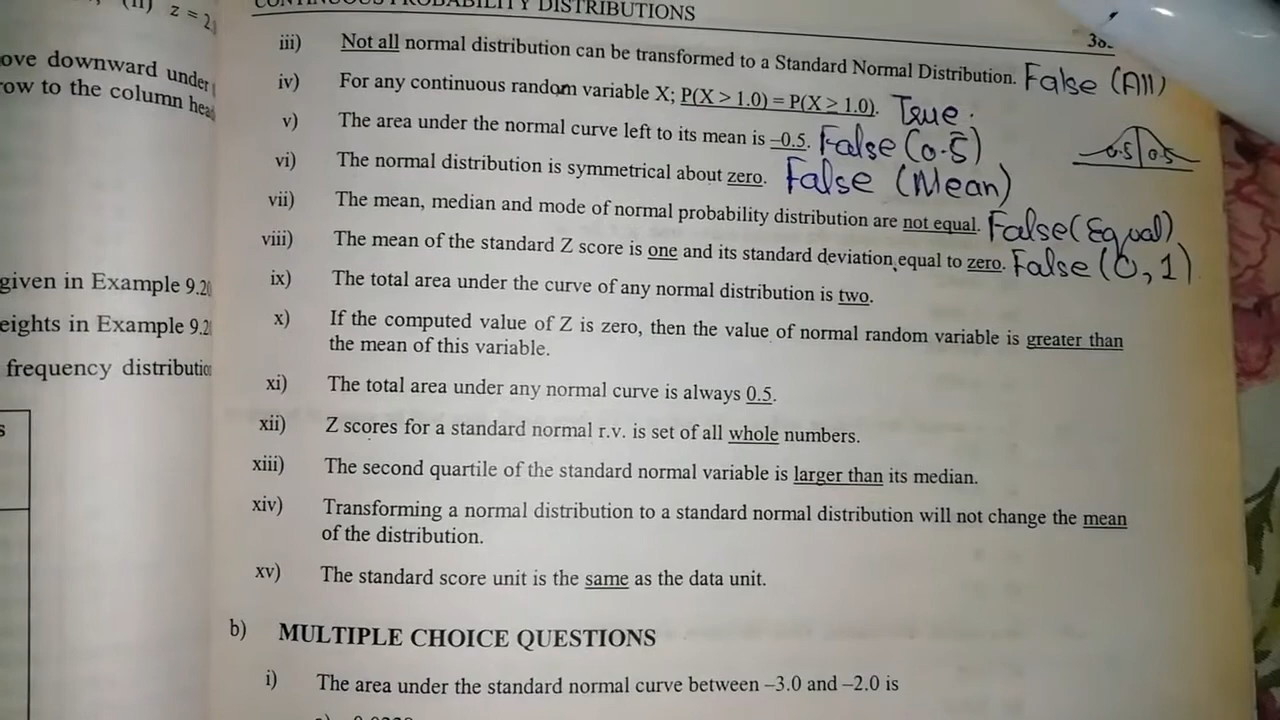 (ii) z = 2
CONTINUOUS PROBABILITY DISTRIBUTIONS
ove downward under
row to the column head
given in Example 9.20
eights in Example 9.2
frequency distribution
s
iii) Not all normal distribution can be transformed to a Standard Normal Distribution. False (All)
iv) For any continuous random variable X; P(X > 1.0) = P(X ≥ 1.0). True.
v) The area under the normal curve left to its mean is –0.5. False (0.5)
0.5 0.5
vi) The normal distribution is symmetrical about zero. False (Mean)
vii) The mean, median and mode of normal probability distribution are not equal. False (Equal)
viii) The mean of the standard Z score is one and its standard deviation equal to zero. False (0, 1)
ix) The total area under the curve of any normal distribution is two.
x) If the computed value of Z is zero, then the value of normal random variable is greater than
the mean of this variable.
xi) The total area under any normal curve is always 0.5.
xii) Z scores for a standard normal r.v. is set of all whole numbers.
xiii) The second quartile of the standard normal variable is larger than its median.
xiv) Transforming a normal distribution to a standard normal distribution will not change the mean
of the distribution.
xv) The standard score unit is the same as the data unit.
b) MULTIPLE CHOICE QUESTIONS
i) The area under the standard normal curve between –3.0 and –2.0 is